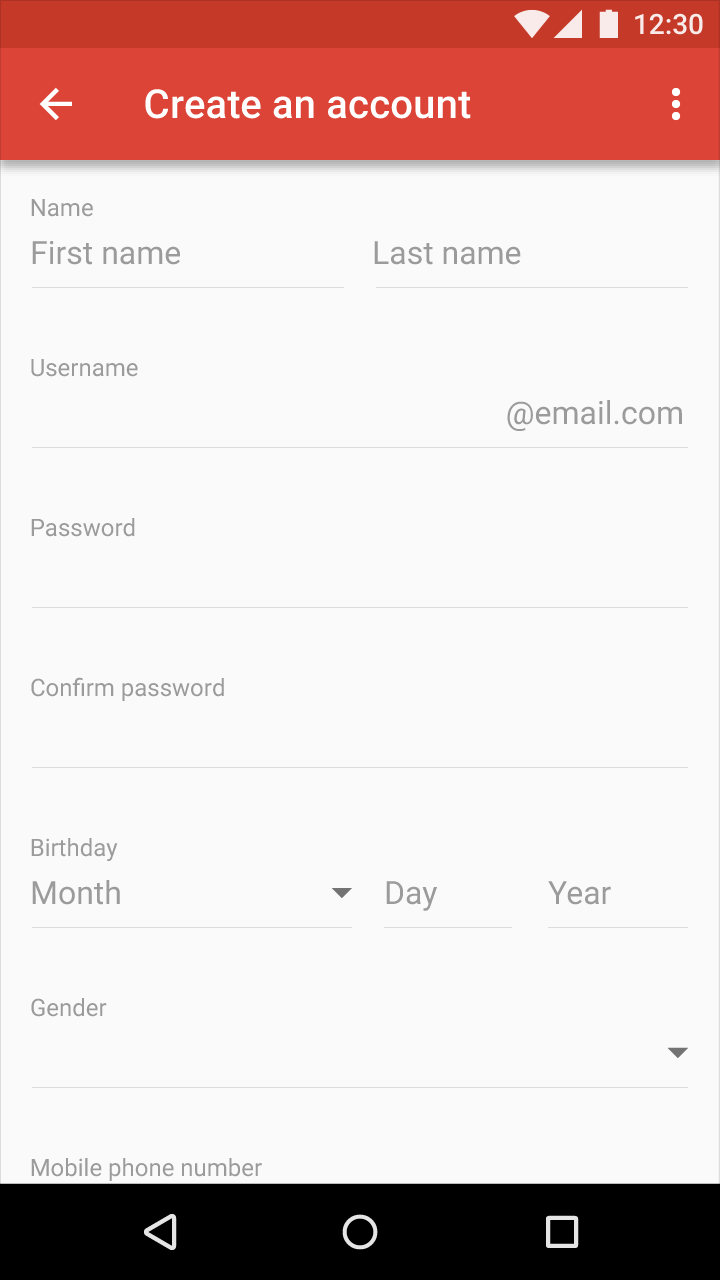 12:30
Create an account
Name
First name Last name
Username
@email.com
Password
Confirm password
Birthday
Month Day Year
Gender
Mobile phone number